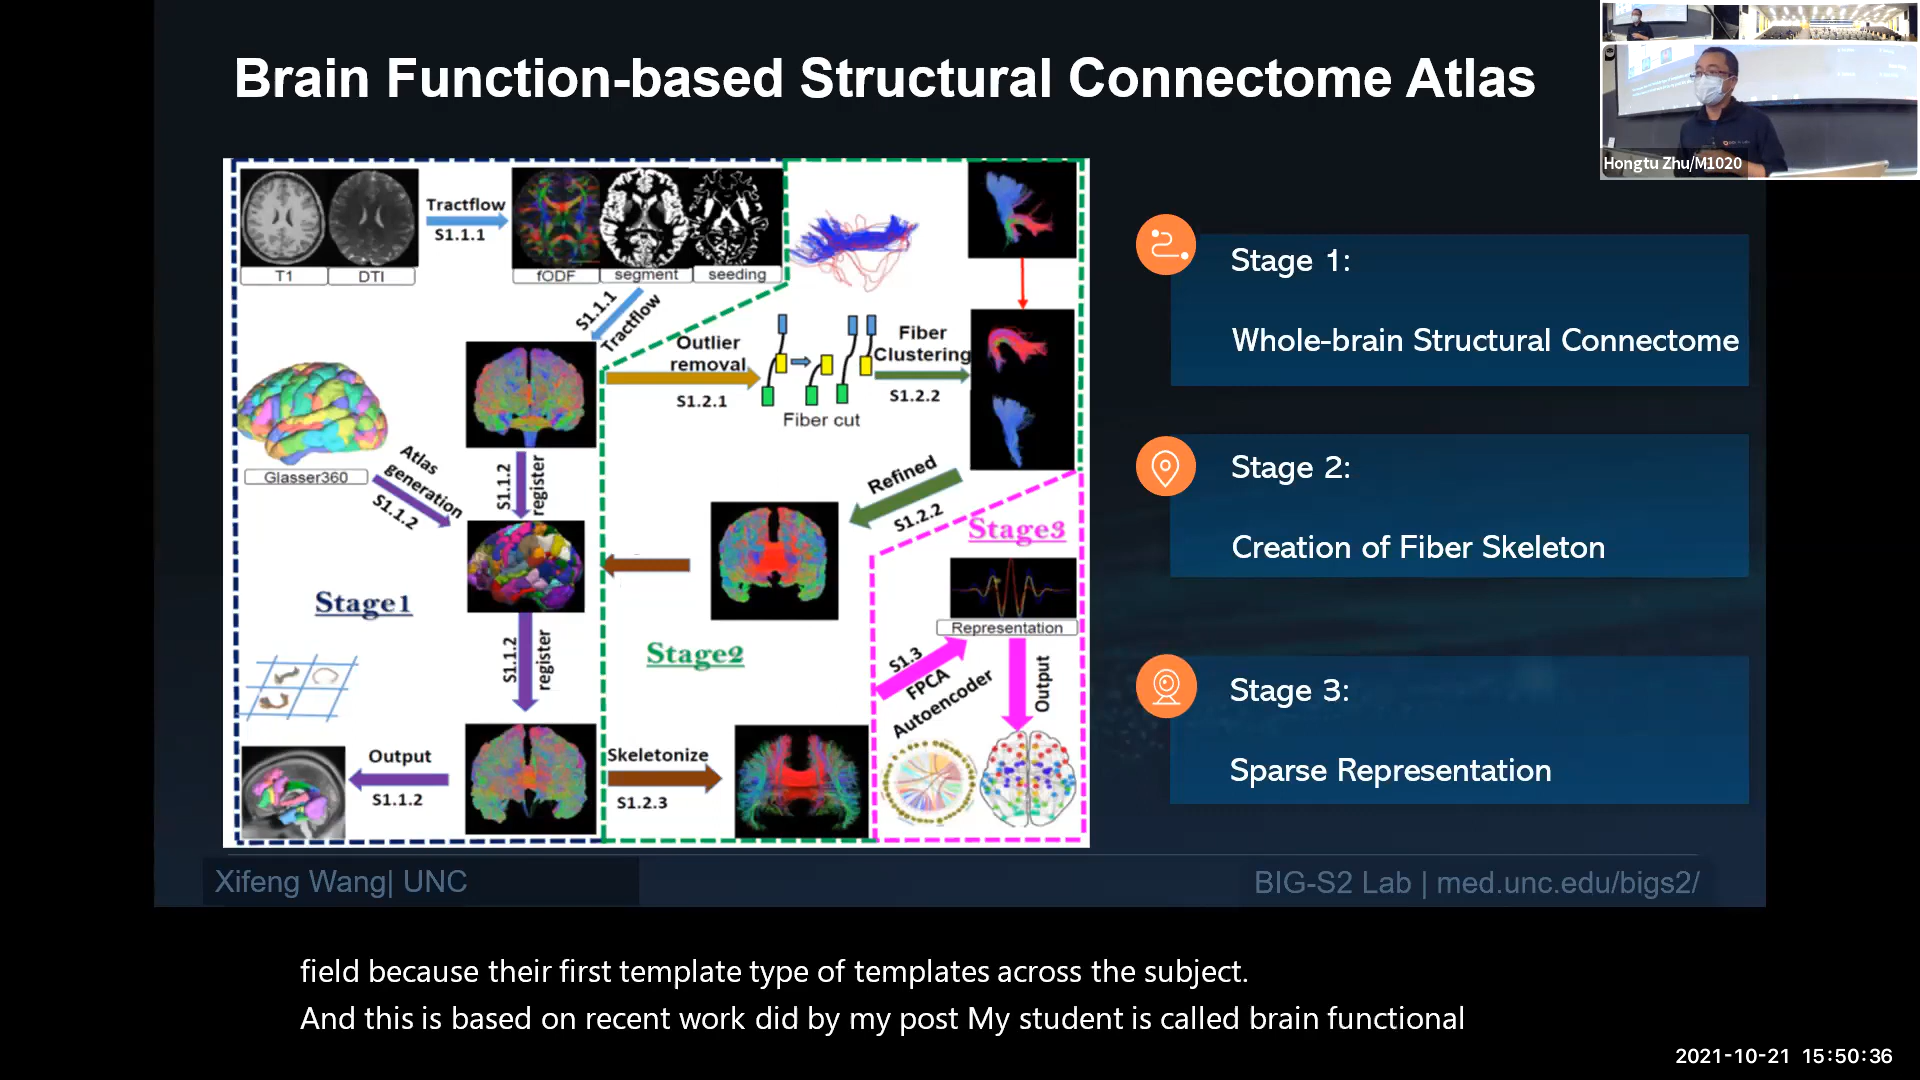 Brain Function-based Structural Connectome Atlas
Hongtu Zhu/M1020
T1
DTI
Tractflow
S1.1.1
fODF
segment
seeding
S1.1.1
Tractflow
Outlier
removal
S1.2.1
Fiber cut
Fiber
Clustering
S1.2.2
Glasser360
Atlas
generation
S1.1.2
S1.1.2
register
Refined
S1.2.2
Stage3
Representation
Stage1
S1.1.2
register
Stage2
S1.3
FPCA
Autoencoder
Output
Output
S1.1.2
Skeletonize
S1.2.3
Stage 1:
Whole-brain Structural Connectome
Stage 2:
Creation of Fiber Skeleton
Stage 3:
Sparse Representation
Xifeng Wang| UNC
BIG-S2 Lab | med.unc.edu/bigs2/
field because their first template type of templates across the subject.
And this is based on recent work did by my post My student is called brain functional
2021-10-21 15:50:36